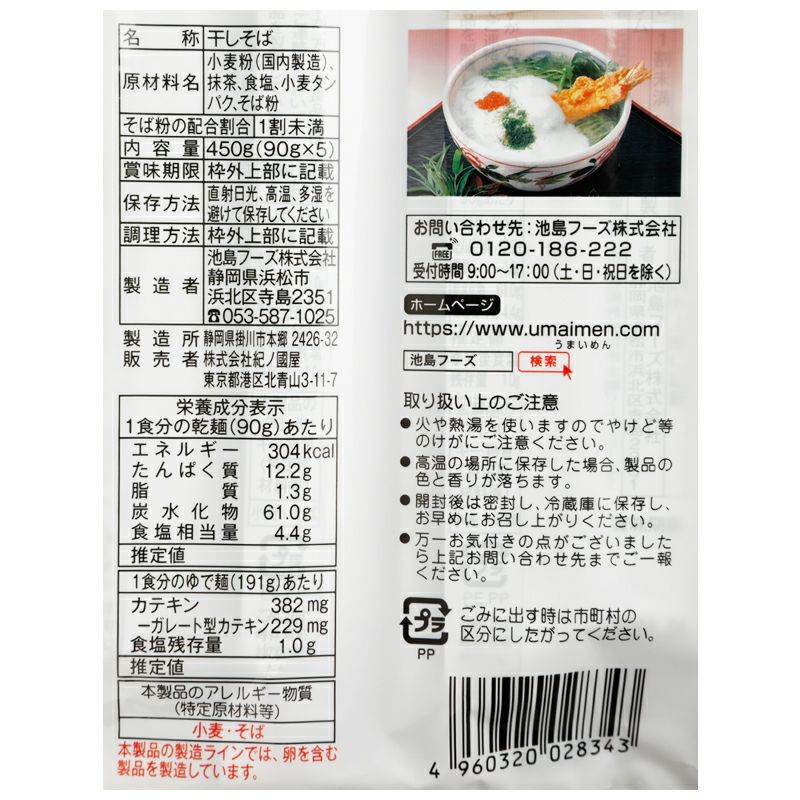 名称 干しそば
原材料名 小麦粉(国内製造)、
抹茶、食塩、小麦タン
パク、そば粉
そば粉の配合割合 1割未満
内容量 450g(90g×5)
賞味期限 枠外上部に記載
保存方法 直射日光、高温、多湿を
避けて保存してください
調理方法 枠外上部に記載
製造者 池島フーズ株式会社
静岡県浜松市
浜北区寺島2351
☎053-587-1025
製造所 静岡県掛川市本郷2426-32
販売者 株式会社紀ノ國屋
東京都港区北青山3-11-7
栄養成分表示
1食分の乾麺(90g)あたり
エネルギー 304kcal
たんぱく質 12.2g
脂質 1.3g
炭水化物 61.0g
食塩相当量 4.4g
推定値
1食分のゆで麺(191g)あたり
カテキン 382mg
ーガレート型カテキン 229mg
食塩残存量 1.0g
推定値
本製品のアレルギー物質
(特定原材料等)
小麦・そば
本製品の製造ラインでは、卵を含む
製品を製造しています。
お問い合わせ先:池島フーズ株式会社
FREE 0120-186-222
受付時間 9:00〜17:00(土・日・祝日を除く)
ホームページ
https://www.umaimen.com
うまいめん
池島フーズ 検索
取り扱い上のご注意
●火や熱湯を使いますのでやけど等
のけがにご注意ください。
●高温の場所に保存した場合、製品の
色と香りが落ちます。
●開封後は密封し、冷蔵庫に保存し、
お早めにお召し上がりください。
●万一お気付きの点がございました
ら上記お問い合わせ先までご一報
ください。
プラ
PP
ごみに出す時は市町村の
区分にしたがってください。
4 960320 028343